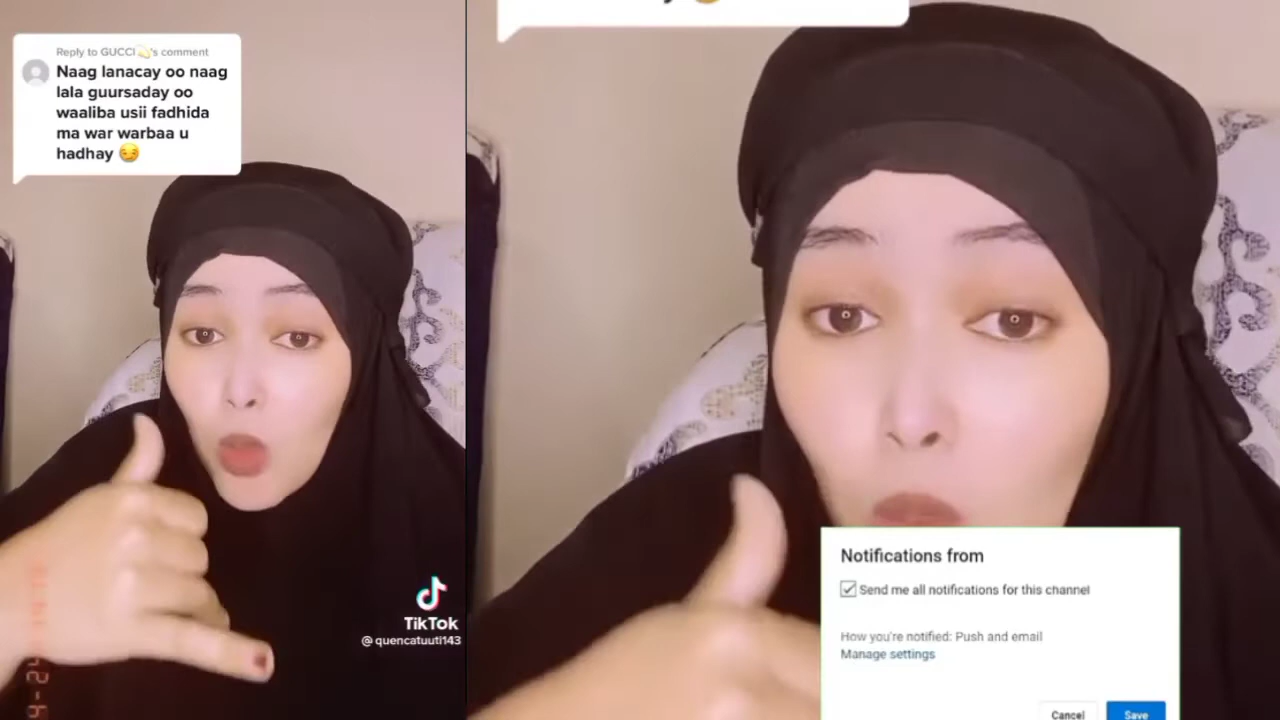 Reply to GUCCI💫's comment
Naag lanacay oo naag
lala guursaday oo
waaliba usii fadhida
ma war warbaa u
hadhay 😏
TikTok
@quencatuuti143
Notifications from
Send me all notifications for this channel
How you're notified: Push and email
Manage settings
Cancel
Save